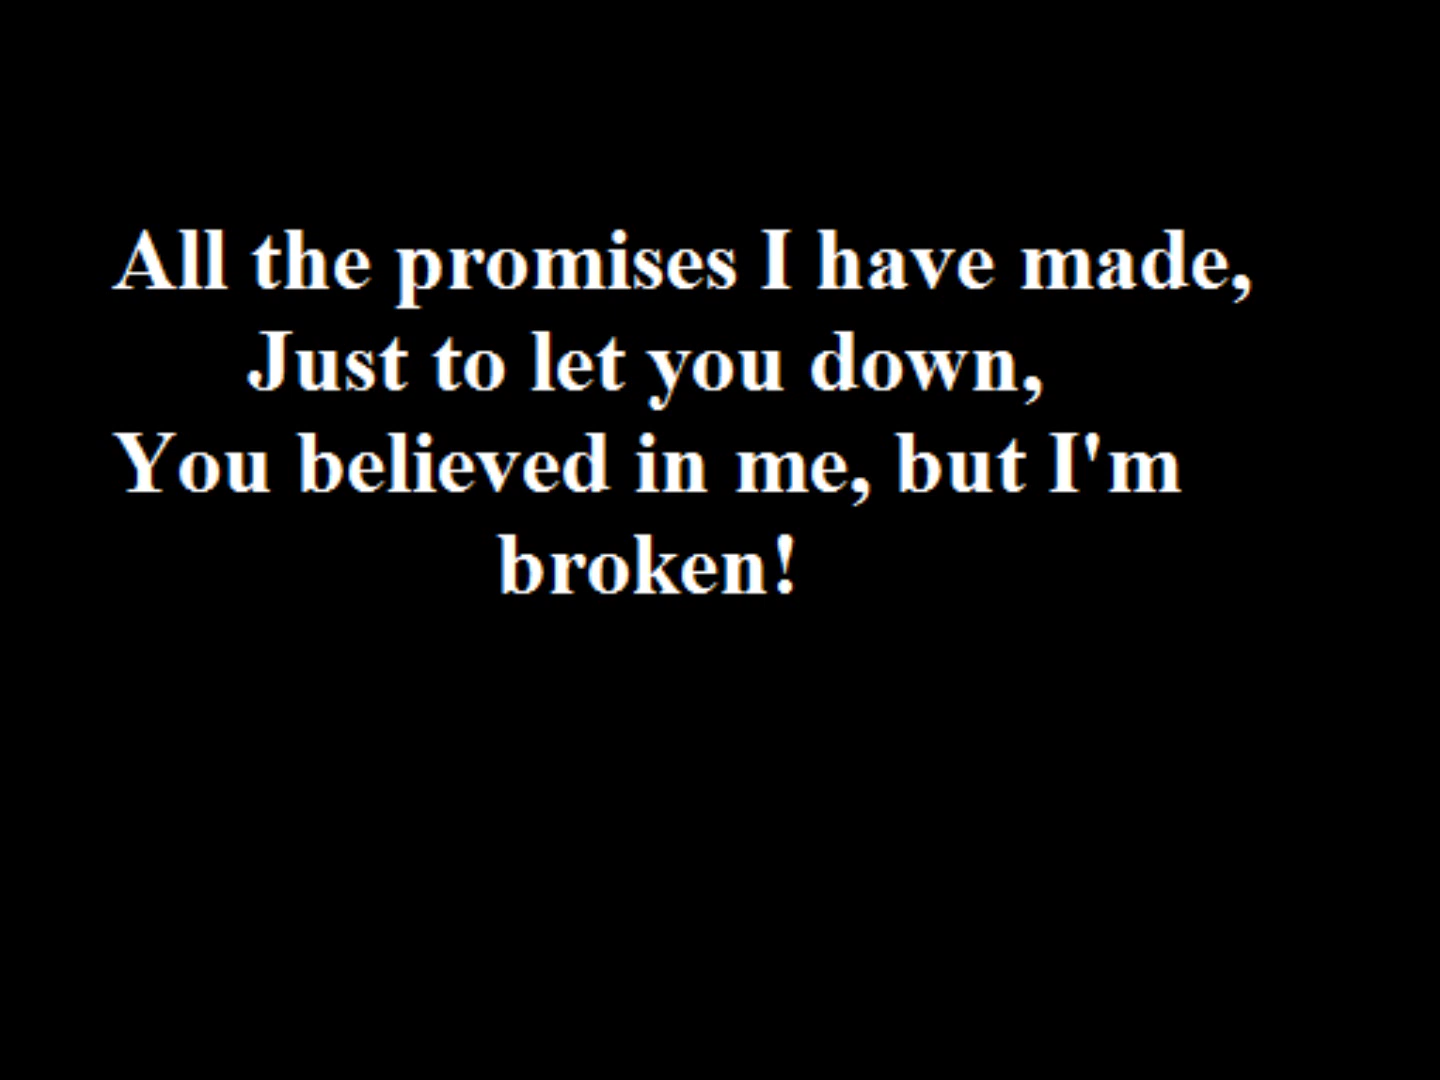 All the promises I have made,
Just to let you down,
You believed in me, but I'm
broken!